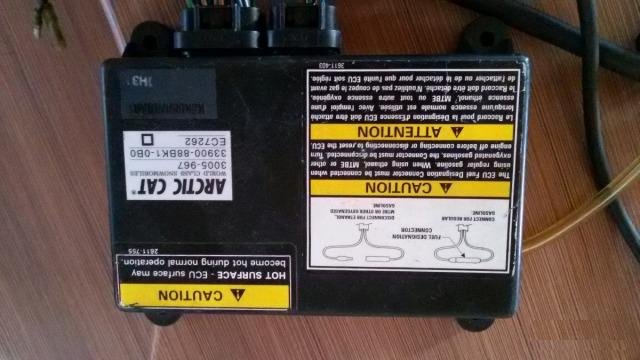 FUEL DESIGNATION
CONNECTOR
CONNECT FOR REGULAR
GASOLINE.
DISCONNECT FOR ETHANOL
MTBE OR OTHER OXYGENATED
GASOLINE
CAUTION
The ECU Fuel Designation Connector must be connected when
using regular gasoline. When using ethanol, MTBE, or other
oxygenated gasolines, the Connector must be disconnected. Turn
engine off before connecting or disconnecting to reset the ECU.
ATTENTION
Le Raccord pour la Désignation d'Essence ECU doit être attaché
lorsqu'une essence normale est utilisée. Avec l'emploi d'une
essence ethanol, MTBE ou tout autre essence oxygénée,
le Raccord doit être détaché. N'oubliez pas de coupez le gaz avant
de l'attacher ou de le détacher pour que l'unité ECU soit réglée.
2611-403
CAUTION
HOT SURFACE - ECU surface may
become hot during normal operation.
2611-755
ARCTIC CAT
WORLD CLASS SNOWMOBILES
3005-967
33900-88BK1-0B0
EC7262